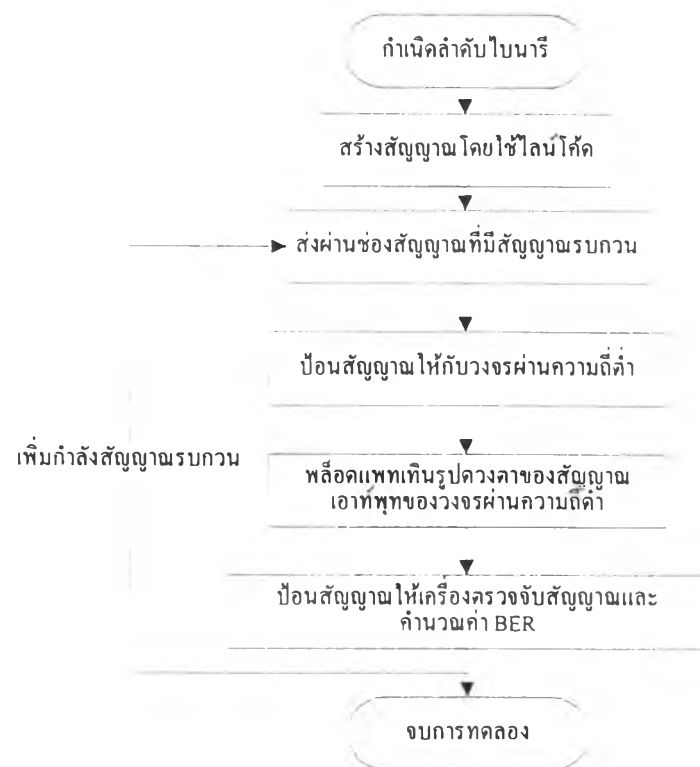 กำเนิดลำดับไบนารี
สร้างสัญญาณโดยใช้ไลน์โค้ด
ส่งผ่านช่องสัญญาณที่มีสัญญาณรบกวน
ป้อนสัญญาณให้กับวงจรผ่านความถี่ต่ำ
เพิ่มกำลังสัญญาณรบกวน
พล็อตแพทเทินรูปดวงตาของสัญญาณ
เอาท์พุทของวงจรผ่านความถี่ต่ำ
ป้อนสัญญาณให้เครื่องตรวจจับสัญญาณและ
คำนวณค่า BER
จบการทดลอง